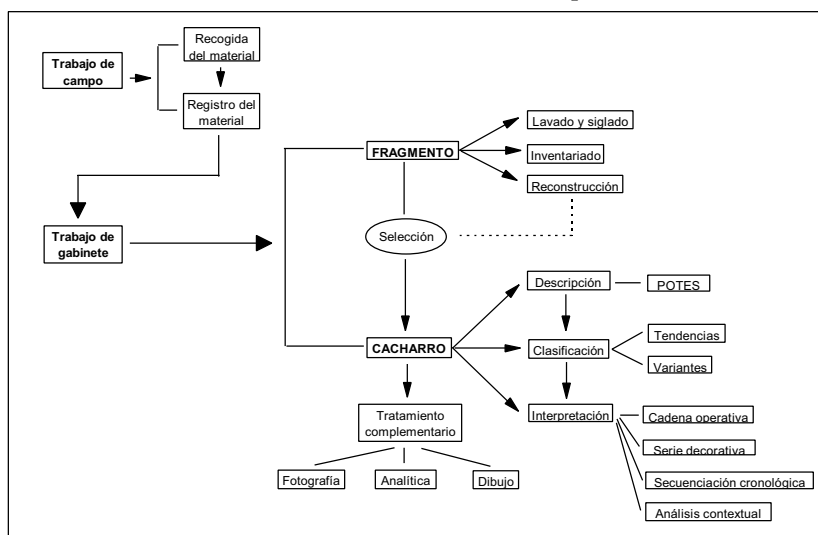 Recogida
del material
Trabajo de
campo
Registro del
material
Lavado y siglado
FRAGMENTO
Inventariado
Reconstrucción
Trabajo de
gabinete
Selección
Descripción
POTES
Tendencias
CACHARRO
Clasificación
Variantes
Tratamiento
complementario
Interpretación
Cadena operativa
Serie decorativa
Fotografía
Analítica
Dibujo
Secuenciación cronológica
Análisis contextual